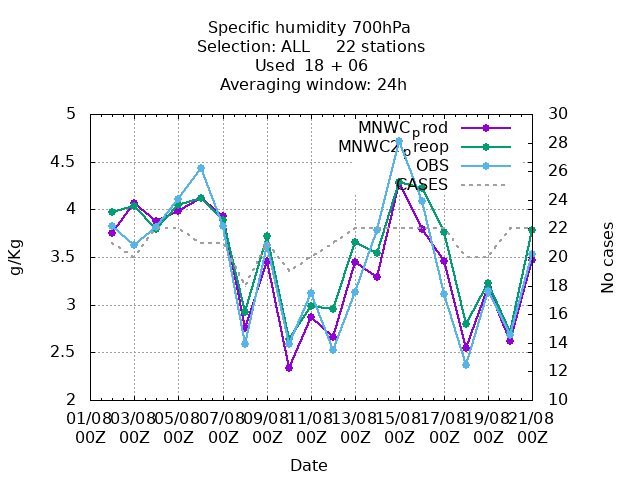 Specific humidity 700hPa
Selection: ALL 22 stations
Used 18 + 06
Averaging window: 24h
MNWCprod
MNWC2preop
OBS
CASES
g/Kg
5
4.5
4
3.5
3
2.5
2
No cases
30
28
26
24
22
20
18
16
14
12
10
01/08 03/08 05/08 07/08 09/08 11/08 13/08 15/08 17/08 19/08 21/08
00Z 00Z 00Z 00Z 00Z 00Z 00Z 00Z 00Z 00Z 00Z
Date